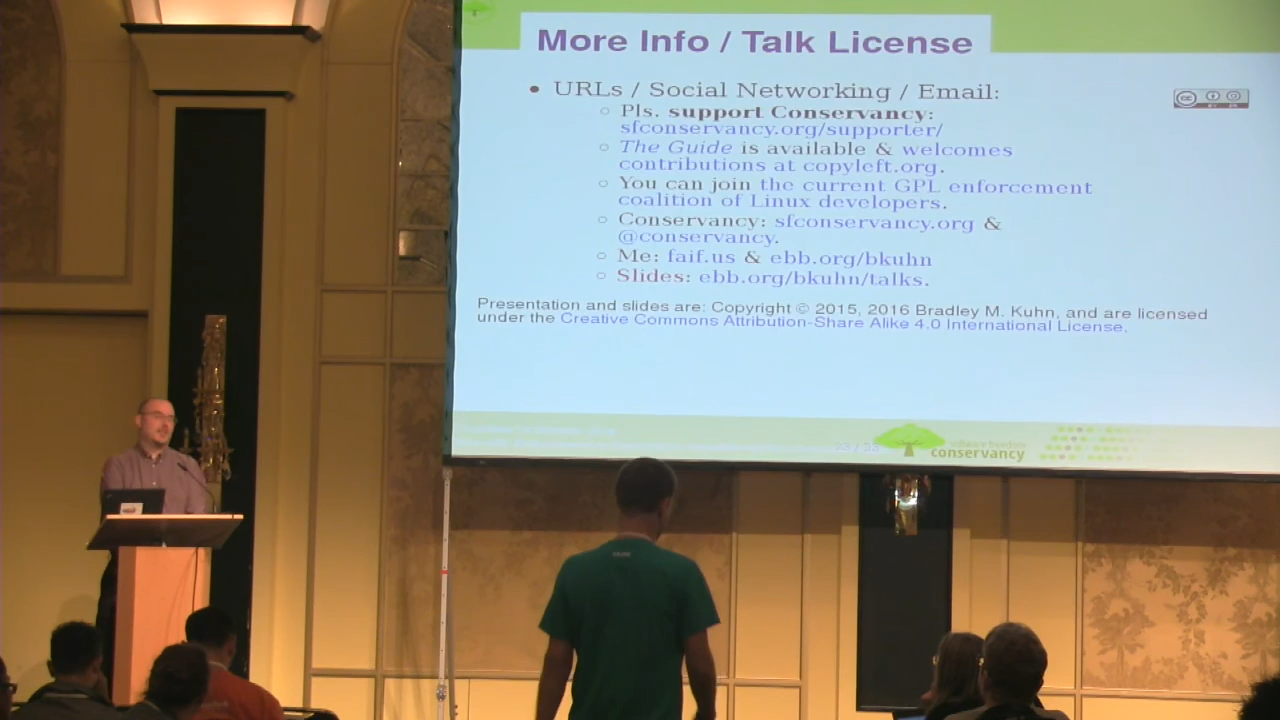 More Info / Talk License
• URLs / Social Networking / Email:
◦ Pls. support Conservancy:
sfconservancy.org/supporter/
◦ The Guide is available & welcomes
contributions at copyleft.org.
◦ You can join the current GPL enforcement
coalition of Linux developers.
◦ Conservancy: sfconservancy.org &
@conservancy.
◦ Me: faif.us & ebb.org/bkuhn
◦ Slides: ebb.org/bkuhn/talks.
Presentation and slides are: Copyright © 2015, 2016 Bradley M. Kuhn, and are licensed
under the Creative Commons Attribution-Share Alike 4.0 International License.
software freedom
conservancy